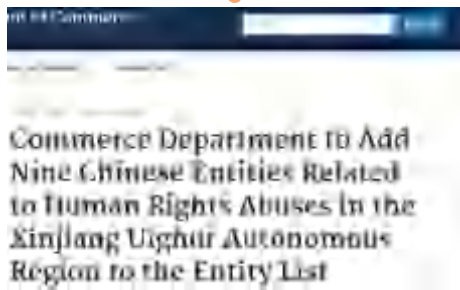 Commerce Department to Add
Nine Chinese Entities Related
to Human Rights Abuses in the
Xinjiang Uighur Autonomous
Region to the Entity List